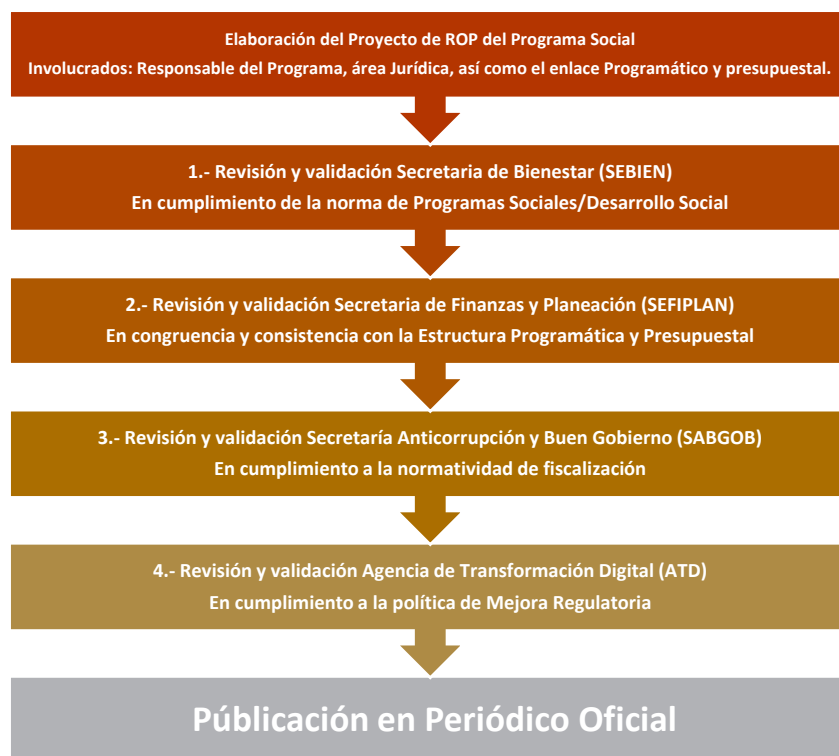 Elaboración del Proyecto de ROP del Programa Social
Involucrados: Responsable del Programa, área Jurídica, así como el enlace Programático y presupuestal.
1.- Revisión y validación Secretaria de Bienestar (SEBIEN)
En cumplimiento de la norma de Programas Sociales/Desarrollo Social
2.- Revisión y validación Secretaria de Finanzas y Planeación (SEFIPLAN)
En congruencia y consistencia con la Estructura Programática y Presupuestal
3.- Revisión y validación Secretaría Anticorrupción y Buen Gobierno (SABGOB)
En cumplimiento a la normatividad de fiscalización
4.- Revisión y validación Agencia de Transformación Digital (ATD)
En cumplimiento a la política de Mejora Regulatoria
Públicación en Periódico Oficial